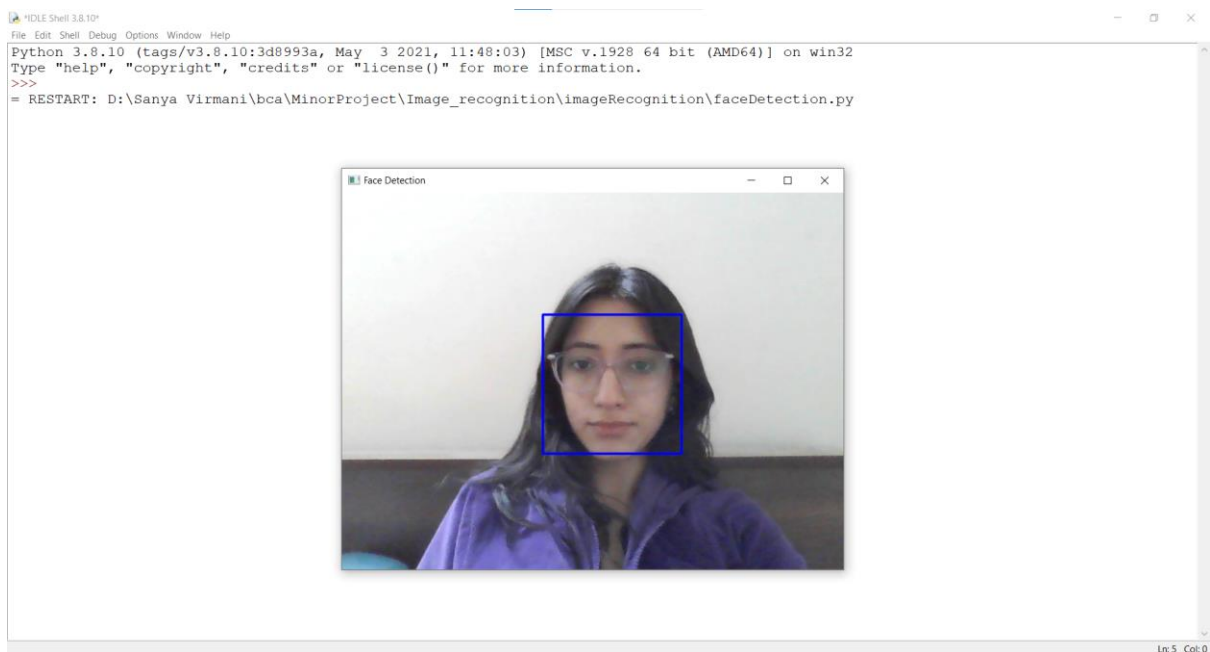 *IDLE Shell 3.8.10*
File Edit Shell Debug Options Window Help
Python 3.8.10 (tags/v3.8.10:3d8993a, May  3 2021, 11:48:03) [MSC v.1928 64 bit (AMD64)] on win32
Type "help", "copyright", "credits" or "license()" for more information.
>>>
= RESTART: D:\Sanya Virmani\bca\MinorProject\Image_recognition\imageRecognition\faceDetection.py
Face Detection
Ln: 5 Col: 0